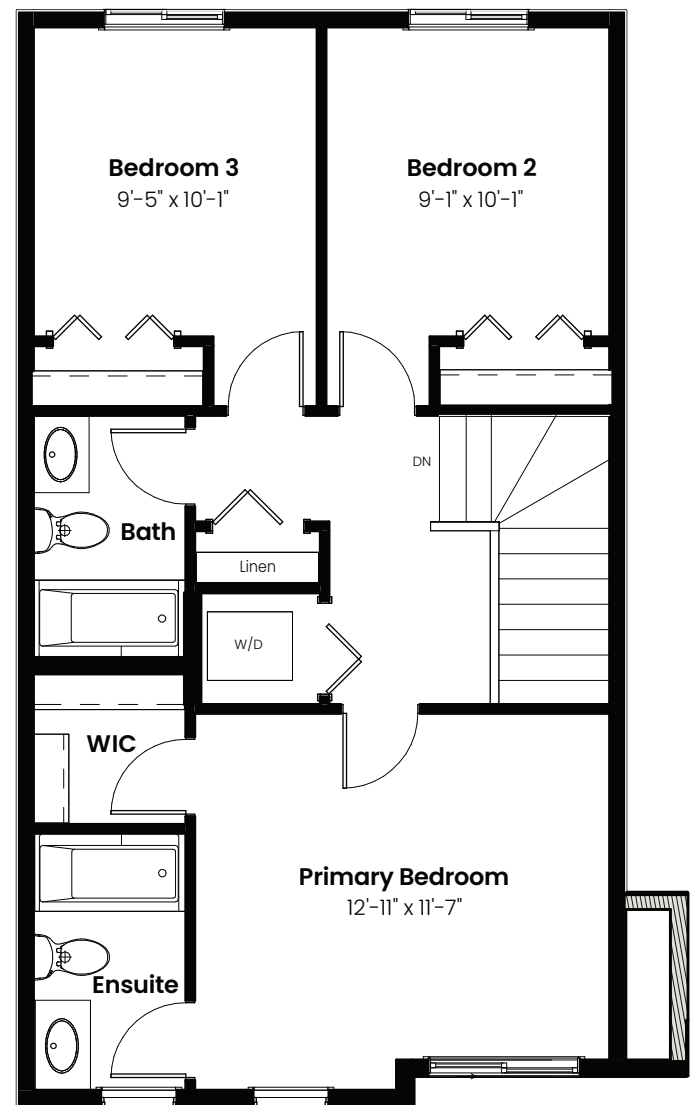 Bedroom 3
9'-5" x 10'-1"
Bedroom 2
9'-1" x 10'-1"
DN
Bath
Linen
W/D
WIC
Primary Bedroom
12'-11" x 11'-7"
Ensuite